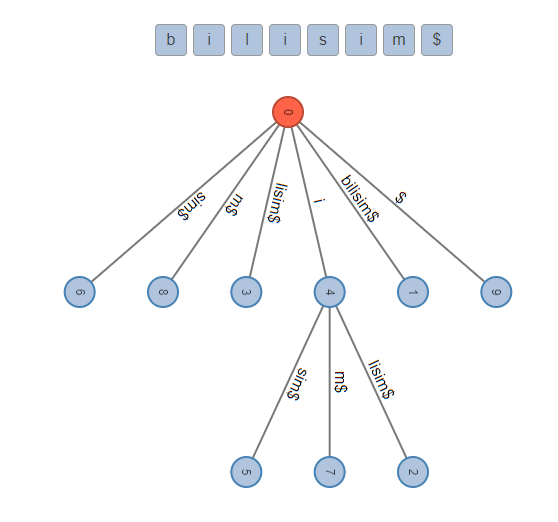 b i l i s i m $
0
sim$ m$ lisim$ i bilisim$ $
6 8 3 4 1 9
sim$ m$ lisim$
5 7 2